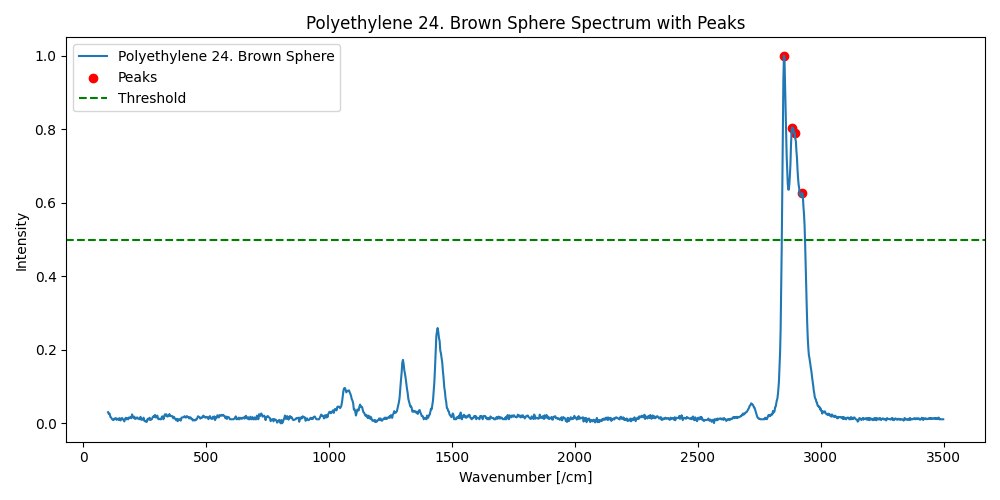 Polyethylene 24. Brown Sphere Spectrum with Peaks
Polyethylene 24. Brown Sphere
Peaks
Threshold
Intensity
1.0
0.8
0.6
0.4
0.2
0.0
0 500 1000 1500 2000 2500 3000 3500
Wavenumber [/cm]